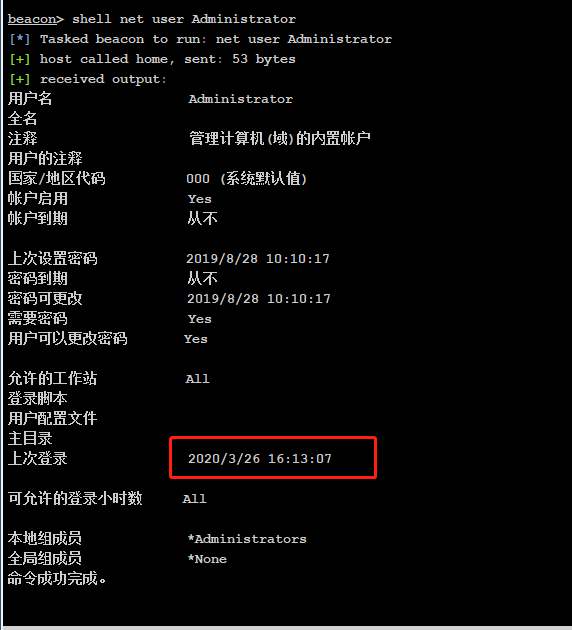 beacon> shell net user Administrator
[*] Tasked beacon to run: net user Administrator
[+] host called home, sent: 53 bytes
[+] received output:
用户名 Administrator
全名
注释 管理计算机(域)的内置帐户
用户的注释
国家/地区代码 000 (系统默认值)
帐户启用 Yes
帐户到期 从不
上次设置密码 2019/8/28 10:10:17
密码到期 从不
密码可更改 2019/8/28 10:10:17
需要密码 Yes
用户可以更改密码 Yes
允许的工作站 All
登录脚本
用户配置文件
主目录
上次登录 2020/3/26 16:13:07
可允许的登录小时数 All
本地组成员 *Administrators
全局组成员 *None
命令成功完成。